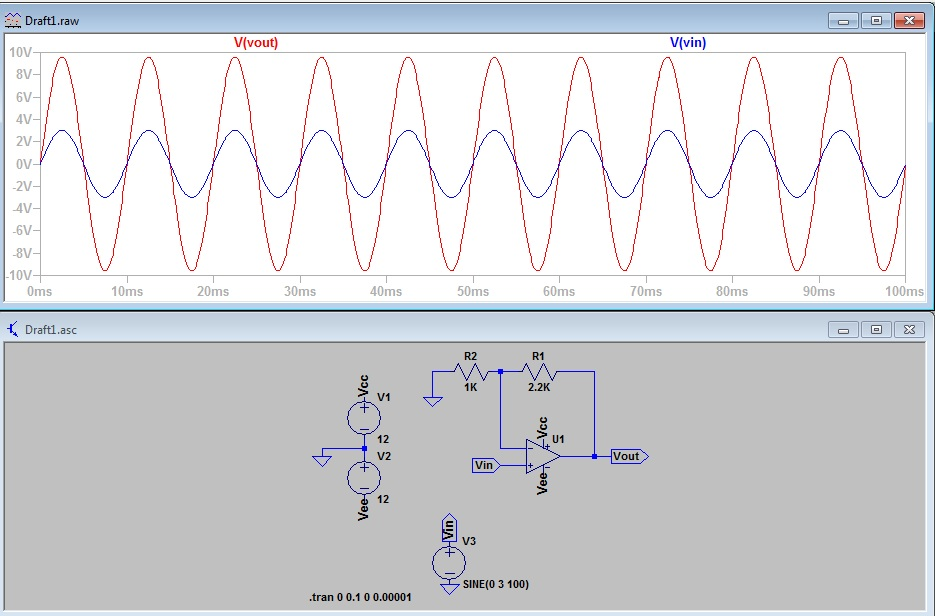 Draft1.raw
V(vout) V(vin)
10V
8V
6V
4V
2V
0V
-2V
-4V
-6V
-8V
-10V
0ms 10ms 20ms 30ms 40ms 50ms 60ms 70ms 80ms 90ms 100ms
Draft1.asc
R2 R1
1K 2.2K
Vcc
V1
12
V2
12
Vee
Vcc
U1
Vin
Vout
Vee
Vin
V3
SINE(0 3 100)
.tran 0 0.1 0 0.00001